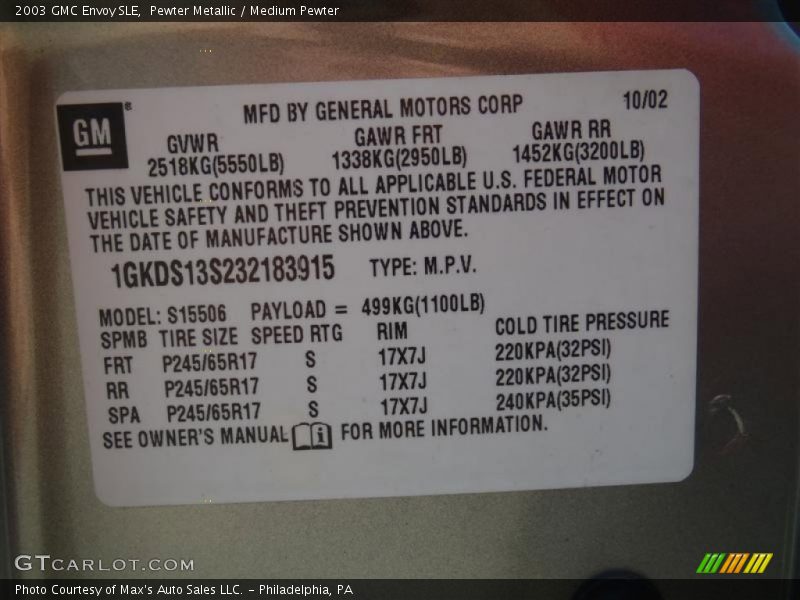 2003 GMC Envoy SLE, Pewter Metallic / Medium Pewter
GM®
MFD BY GENERAL MOTORS CORP 10/02
GVWR GAWR FRT GAWR RR
2518KG(5550LB) 1338KG(2950LB) 1452KG(3200LB)
THIS VEHICLE CONFORMS TO ALL APPLICABLE U.S. FEDERAL MOTOR
VEHICLE SAFETY AND THEFT PREVENTION STANDARDS IN EFFECT ON
THE DATE OF MANUFACTURE SHOWN ABOVE.
1GKDS13S232183915 TYPE: M.P.V.
MODEL: S15506 PAYLOAD = 499KG(1100LB)
SPMB TIRE SIZE SPEED RTG RIM COLD TIRE PRESSURE
FRT P245/65R17 S 17X7J 220KPA(32PSI)
RR P245/65R17 S 17X7J 220KPA(32PSI)
SPA P245/65R17 S 17X7J 240KPA(35PSI)
SEE OWNER'S MANUAL FOR MORE INFORMATION.
GTcarlot.com
Photo Courtesy of Max's Auto Sales LLC. - Philadelphia, PA